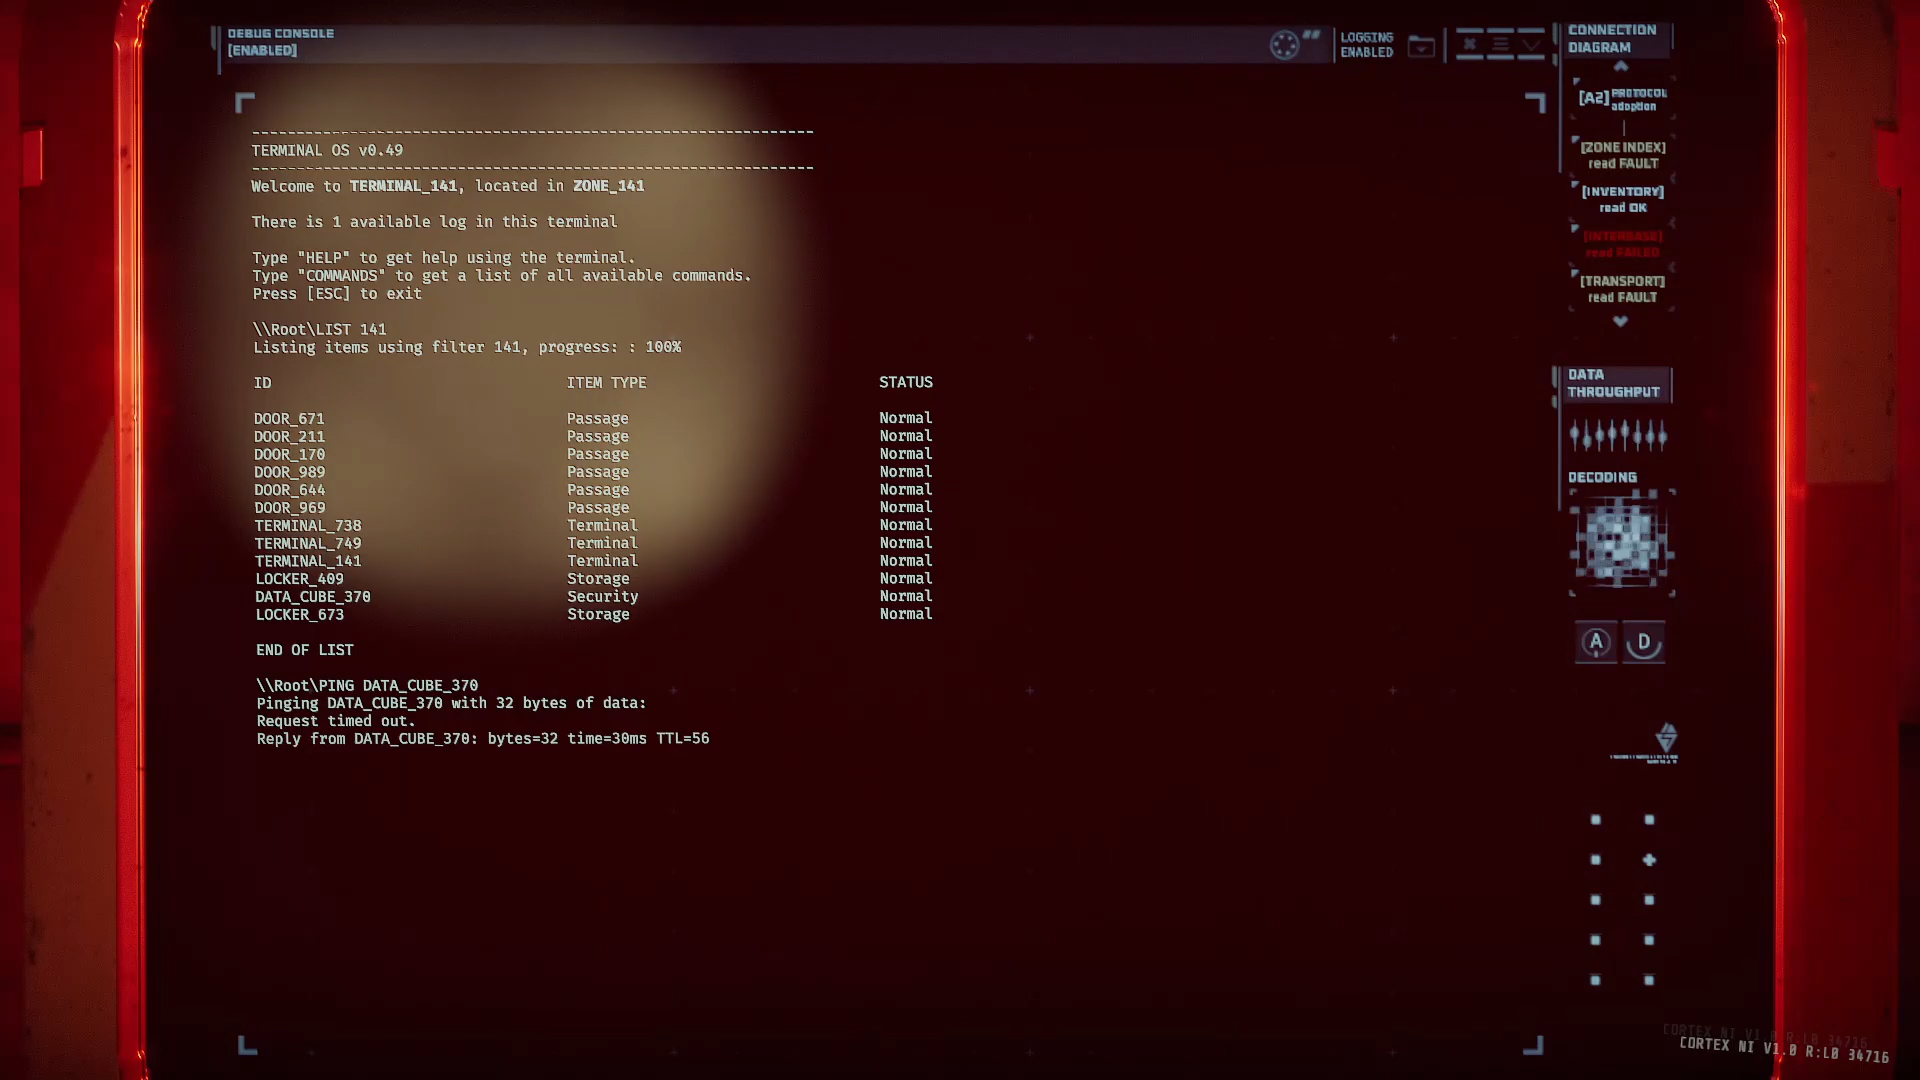 DEBUG CONSOLE
[ENABLED]
LOGGING
ENABLED
--------------------------------------------------------------
TERMINAL OS v0.49
--------------------------------------------------------------
Welcome to TERMINAL_141, located in ZONE_141
There is 1 available log in this terminal
Type "HELP" to get help using the terminal.
Type "COMMANDS" to get a list of all available commands.
Press [ESC] to exit
\\Root\LIST 141
Listing items using filter 141, progress: : 100%
ID ITEM TYPE STATUS
DOOR_671 Passage Normal
DOOR_211 Passage Normal
DOOR_170 Passage Normal
DOOR_989 Passage Normal
DOOR_644 Passage Normal
DOOR_969 Passage Normal
TERMINAL_738 Terminal Normal
TERMINAL_749 Terminal Normal
TERMINAL_141 Terminal Normal
LOCKER_409 Storage Normal
DATA_CUBE_370 Security Normal
LOCKER_673 Storage Normal
END OF LIST
\\Root\PING DATA_CUBE_370
Pinging DATA_CUBE_370 with 32 bytes of data:
Request timed out.
Reply from DATA_CUBE_370: bytes=32 time=30ms TTL=56
CONNECTION
DIAGRAM
[A2] PROTOCOL
adoption
[ZONE INDEX]
read FAULT
[INVENTORY]
read OK
[INTERBASE]
read FAILED
[TRANSPORT]
read FAULT
DATA
THROUGHPUT
DECODING
A D
CORTEX NI V1.0 R:L0 34716